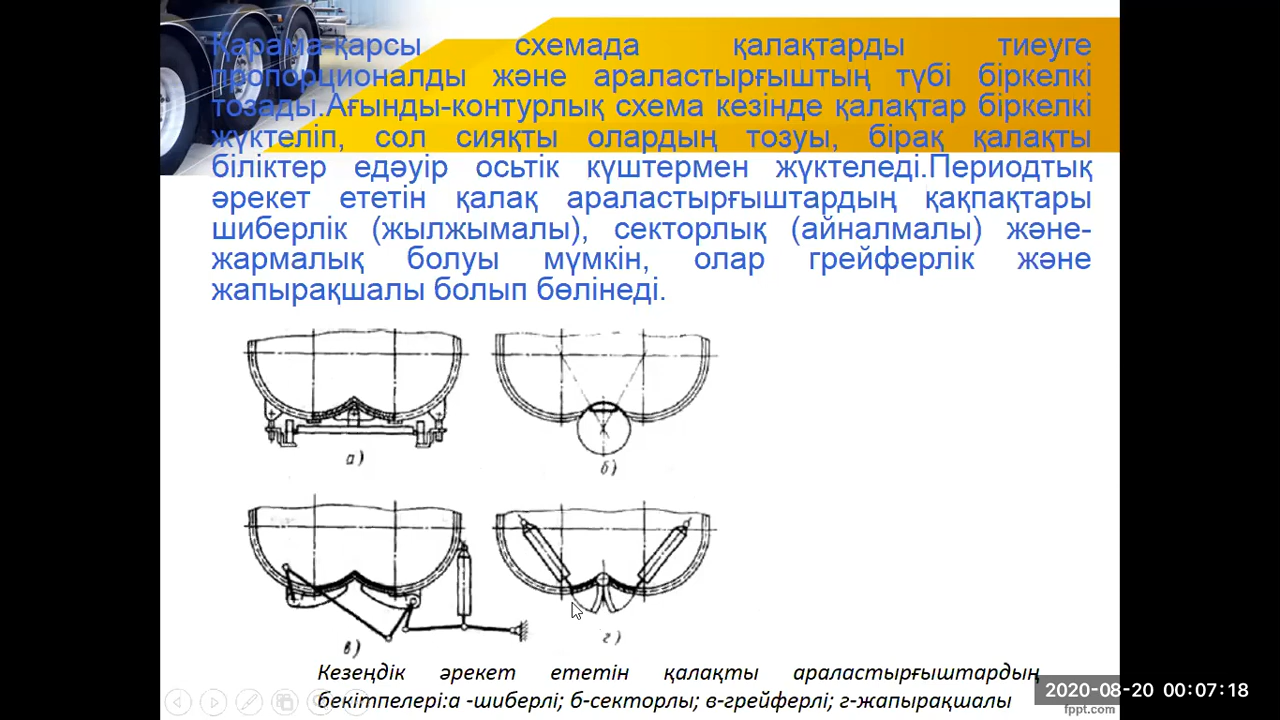 Қарама-қарсы схемада қалақтарды тиеуге
пропорционалды және араластырғыштың түбі біркелкі
тозады.Ағынды-контурлық схема кезінде қалақтар біркелкі
жүктеліп, сол сияқты олардың тозуы, бірақ қалақты
біліктер едәуір осьтік күштермен жүктеледі.Периодтық
әрекет ететін қалақ араластырғыштардың қақпақтары
шиберлік (жылжымалы), секторлық (айналмалы) және-
жармалық болуы мүмкін, олар грейферлік және
жапырақшалы болып бөлінеді.
а)
б)
в)
г)
Кезеңдік әрекет ететін қалақты араластырғыштардың
бекітпелері:а -шиберлі; б-секторлы; в-грейферлі; г-жапырақшалы
2020-08-20 00:07:18
fppt.com